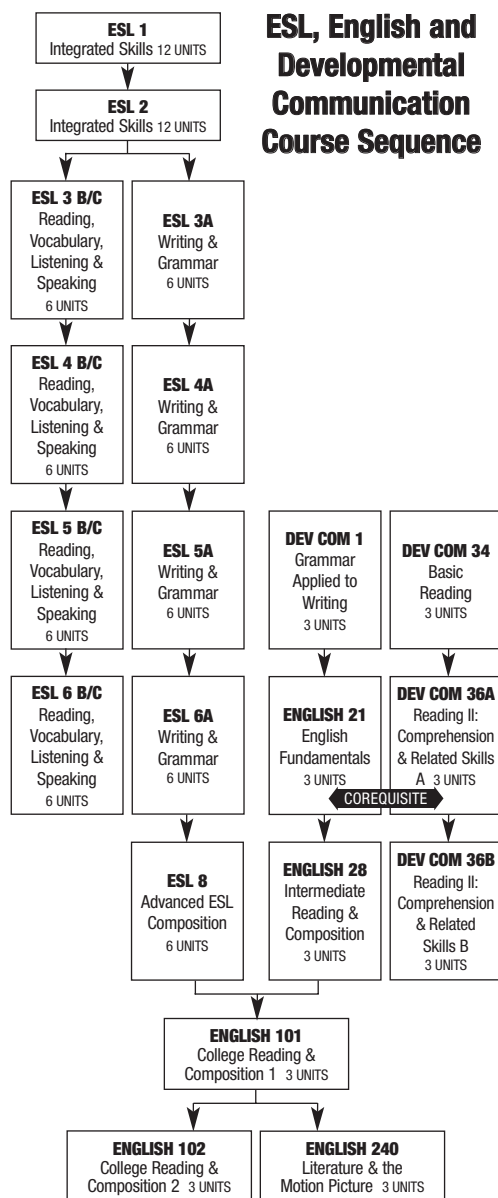 ESL, English and
Developmental
Communication
Course Sequence
ESL 1
Integrated Skills 12 UNITS
ESL 2
Integrated Skills 12 UNITS
ESL 3 B/C
Reading,
Vocabulary,
Listening &
Speaking
6 UNITS
ESL 3A
Writing &
Grammar
6 UNITS
ESL 4 B/C
Reading,
Vocabulary,
Listening &
Speaking
6 UNITS
ESL 4A
Writing &
Grammar
6 UNITS
ESL 5 B/C
Reading,
Vocabulary,
Listening &
Speaking
6 UNITS
ESL 5A
Writing &
Grammar
6 UNITS
DEV COM 1
Grammar
Applied to
Writing
3 UNITS
DEV COM 34
Basic
Reading
3 UNITS
ESL 6 B/C
Reading,
Vocabulary,
Listening &
Speaking
6 UNITS
ESL 6A
Writing &
Grammar
6 UNITS
ENGLISH 21
English
Fundamentals
3 UNITS
DEV COM 36A
Reading II:
Comprehension
& Related Skills
A 3 UNITS
COREQUISITE
ESL 8
Advanced ESL
Composition
6 UNITS
ENGLISH 28
Intermediate
Reading &
Composition
3 UNITS
DEV COM 36B
Reading II:
Comprehension
& Related
Skills B
3 UNITS
ENGLISH 101
College Reading &
Composition 1 3 UNITS
ENGLISH 102
College Reading &
Composition 2 3 UNITS
ENGLISH 240
Literature & the
Motion Picture 3 UNITS